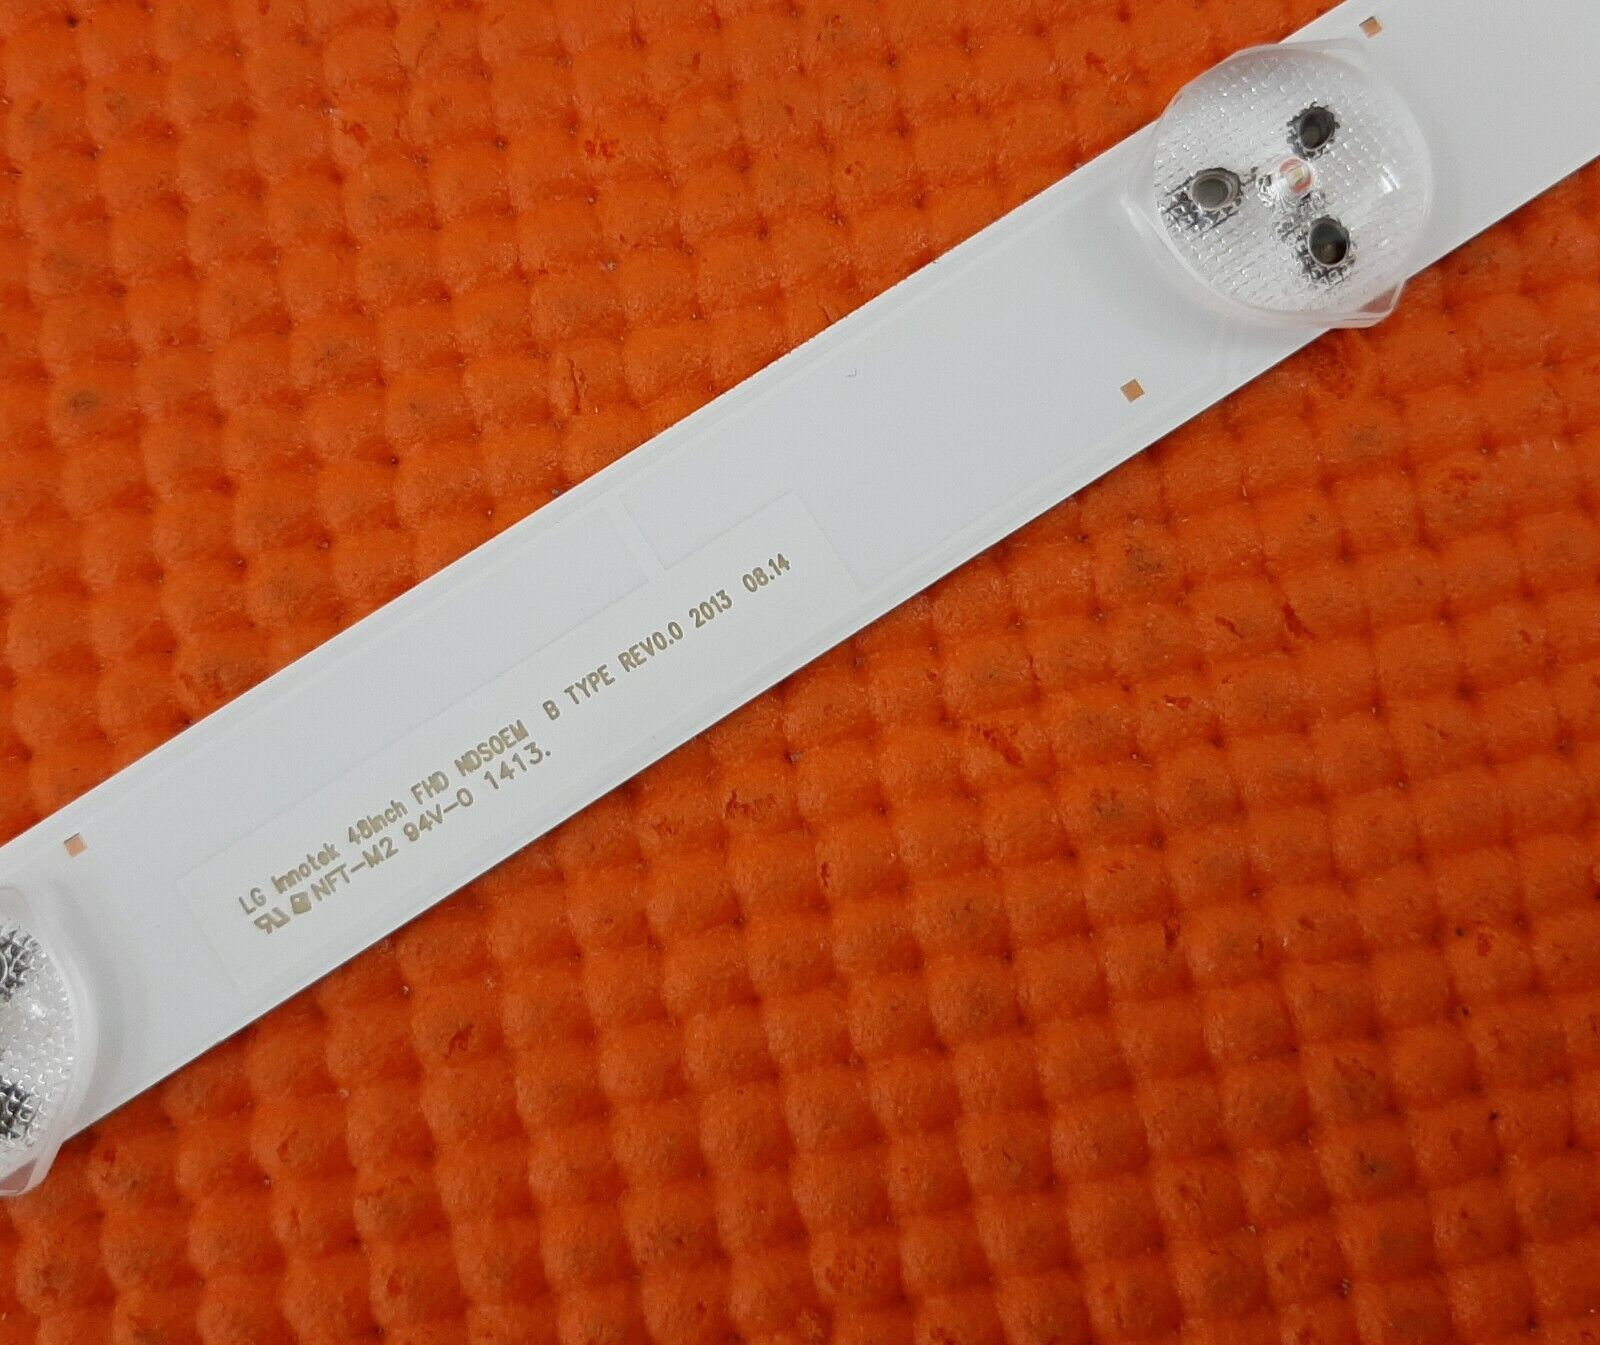 LG Innotek 48inch FHD NDSOEM B TYPE REV0.0 2013 08.14
NFT-M2 94V-0 1413.